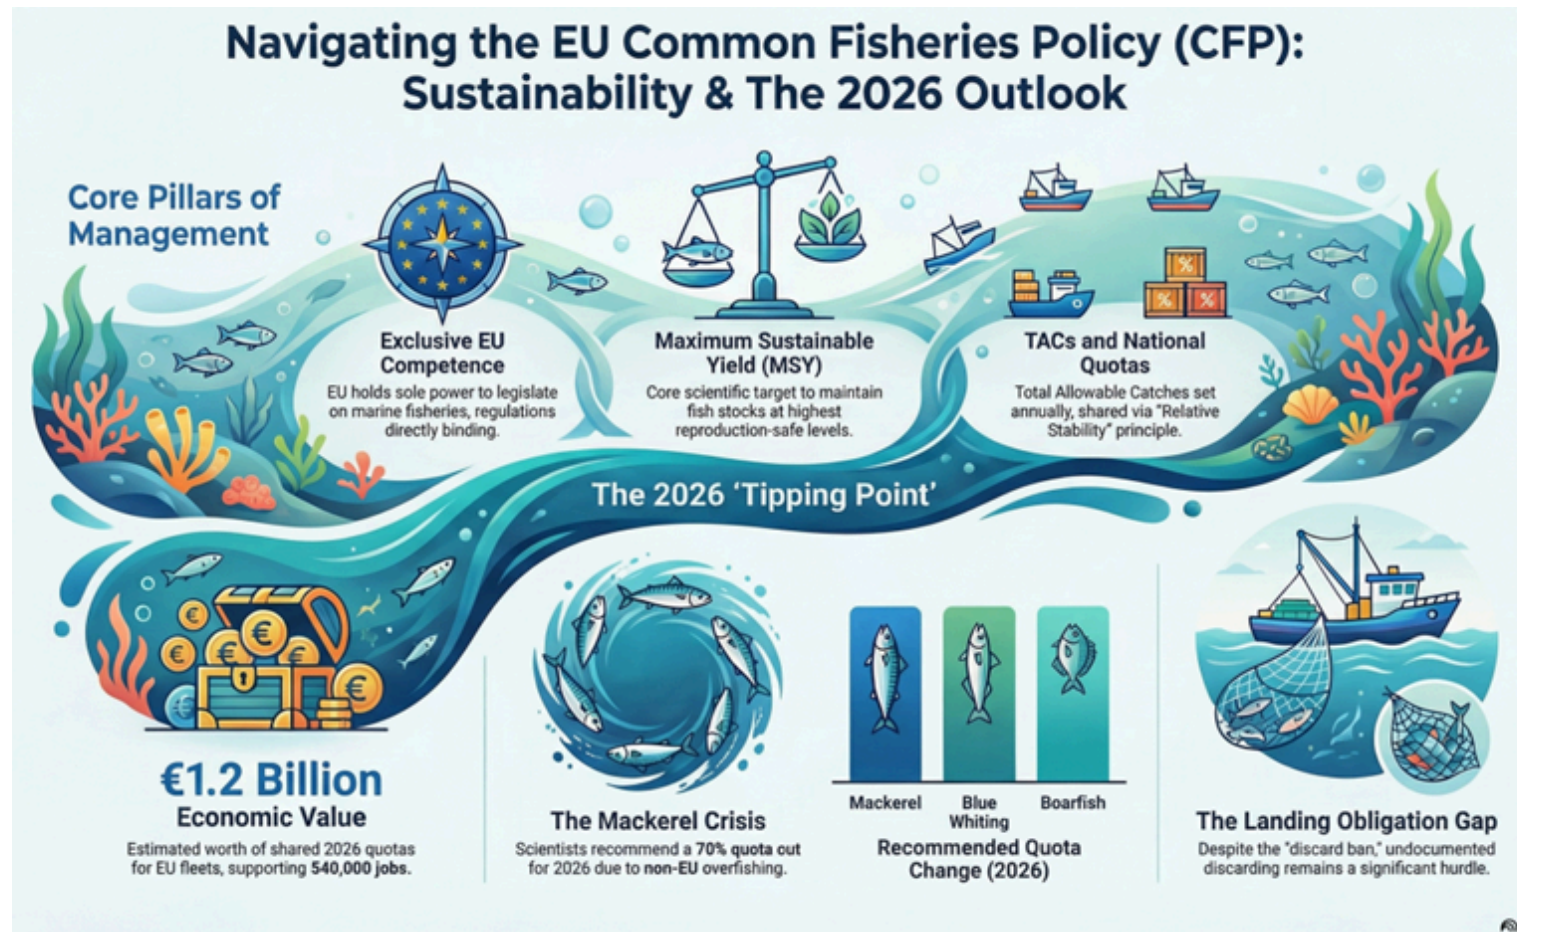 Navigating the EU Common Fisheries Policy (CFP):
Sustainability & The 2026 Outlook
Core Pillars of
Management
Exclusive EU
Competence
EU holds sole power to legislate
on marine fisheries, regulations
directly binding.
Maximum Sustainable
Yield (MSY)
Core scientific target to maintain
fish stocks at highest
reproduction-safe levels.
%
%
%
TACs and National
Quotas
Total Allowable Catches set
annually, shared via "Relative
Stability" principle.
The 2026 'Tipping Point'
€
€
€
€
€
€
€1.2 Billion
Economic Value
Estimated worth of shared 2026 quotas
for EU fleets, supporting 540,000 jobs.
The Mackerel Crisis
Scientists recommend a 70% quota out
for 2026 due to non-EU overfishing.
Mackerel
Blue
Whiting
Boarfish
Recommended Quota
Change (2026)
The Landing Obligation Gap
Despite the "discard ban," undocumented
discarding remains a significant hurdle.